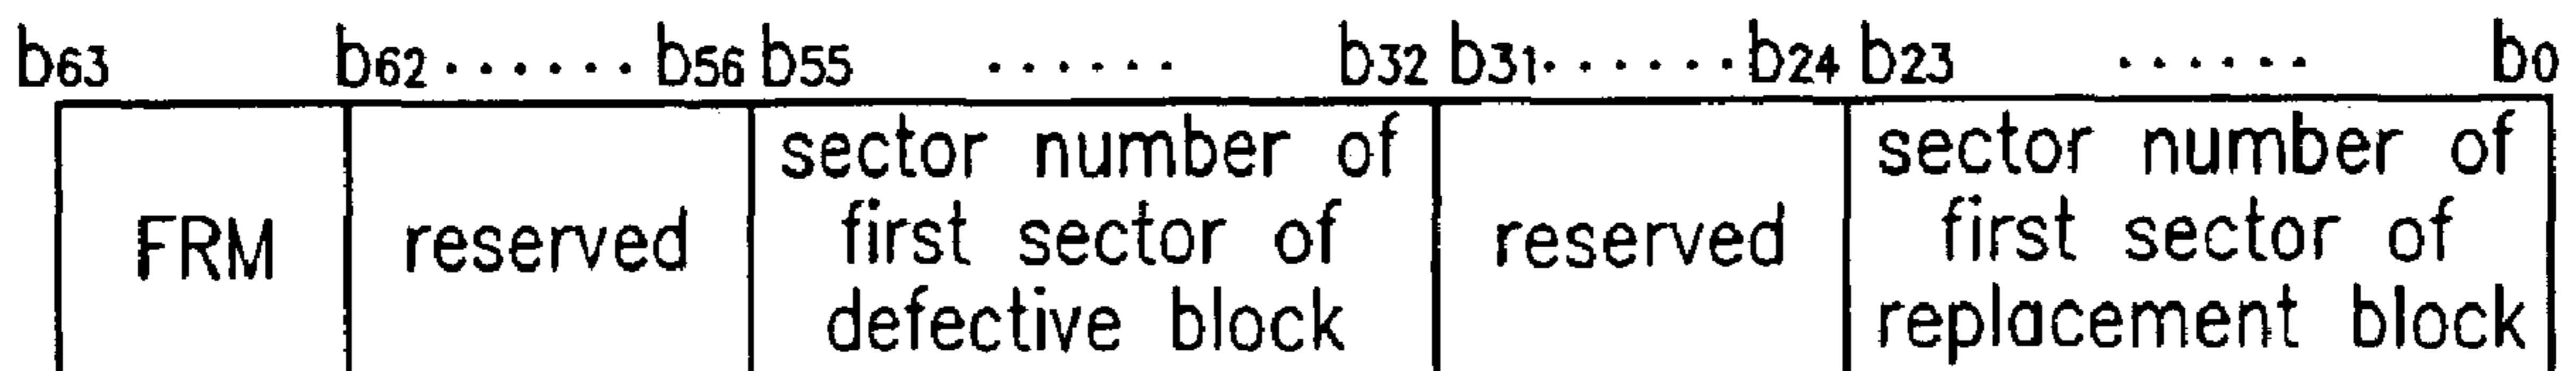 b63 b62 ······ b56 b55 ······ b32 b31 ······ b24 b23 ······ b0
FRM
reserved
sector number of
first sector of
defective block
reserved
sector number of
first sector of
replacement block